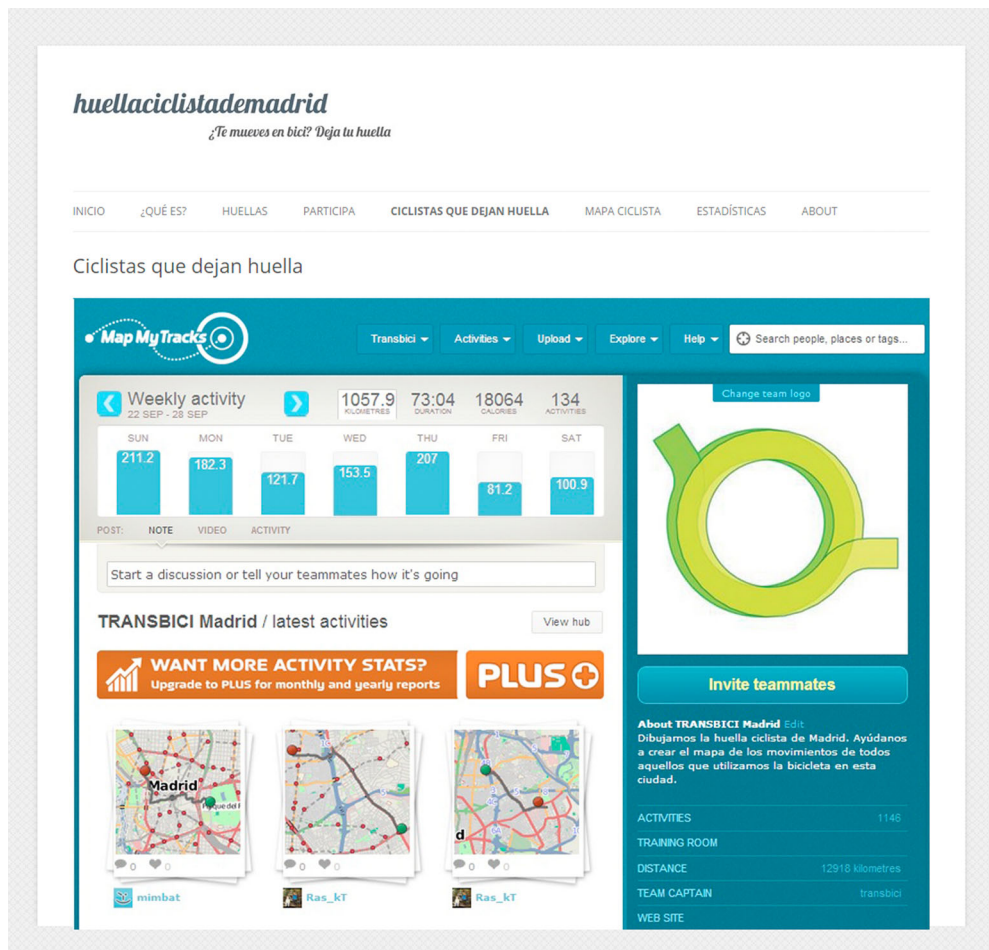 huellaciclistademadrid
¿Te mueves en bici? Deja tu huella
INICIO ¿QUÉ ES? HUELLAS PARTICIPA CICLISTAS QUE DEJAN HUELLA MAPA CICLISTA ESTADÍSTICAS ABOUT
Ciclistas que dejan huella
Map My Tracks Transbici Activities Upload Explore Help Search people, places or tags...
Weekly activity
22 SEP - 28 SEP
1057.9 73:04 18064 134
KILOMETRES DURATION CALORIES ACTIVITIES
SUN MON TUE WED THU FRI SAT
211.2 182.3 121.7 153.5 207 81.2 100.9
POST: NOTE VIDEO ACTIVITY
Start a discussion or tell your teammates how it's going
TRANSBICI Madrid / latest activities View hub
WANT MORE ACTIVITY STATS?
Upgrade to PLUS for monthly and yearly reports
PLUS
Madrid
0 0 0 0 0 0
mimbat Ras_kT Ras_kT
Change team logo
Invite teammates
About TRANSBICI Madrid Edit
Dibujamos la huella ciclista de Madrid. Ayúdanos
a crear el mapa de los movimientos de todos
aquellos que utilizamos la bicicleta en esta
ciudad.
ACTIVITIES 1146
TRAINING ROOM
DISTANCE 12918 kilometres
TEAM CAPTAIN transbici
WEB SITE